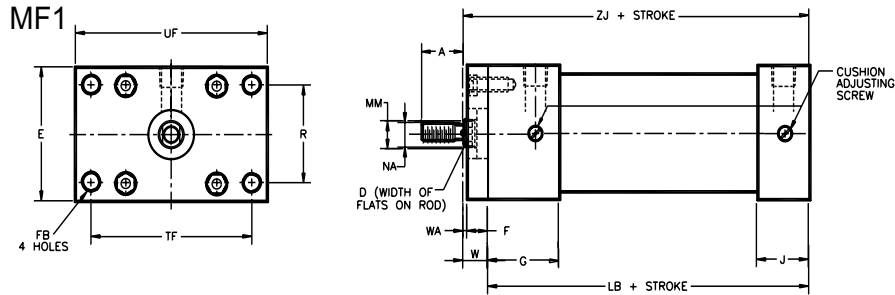 MF1
UF
E
R
FB
4 HOLES
TF
ZJ + STROKE
A
MM
NA
D (WIDTH OF
FLATS ON ROD)
CUSHION
ADJUSTING
SCREW
WA
F
W
G
J
LB + STROKE